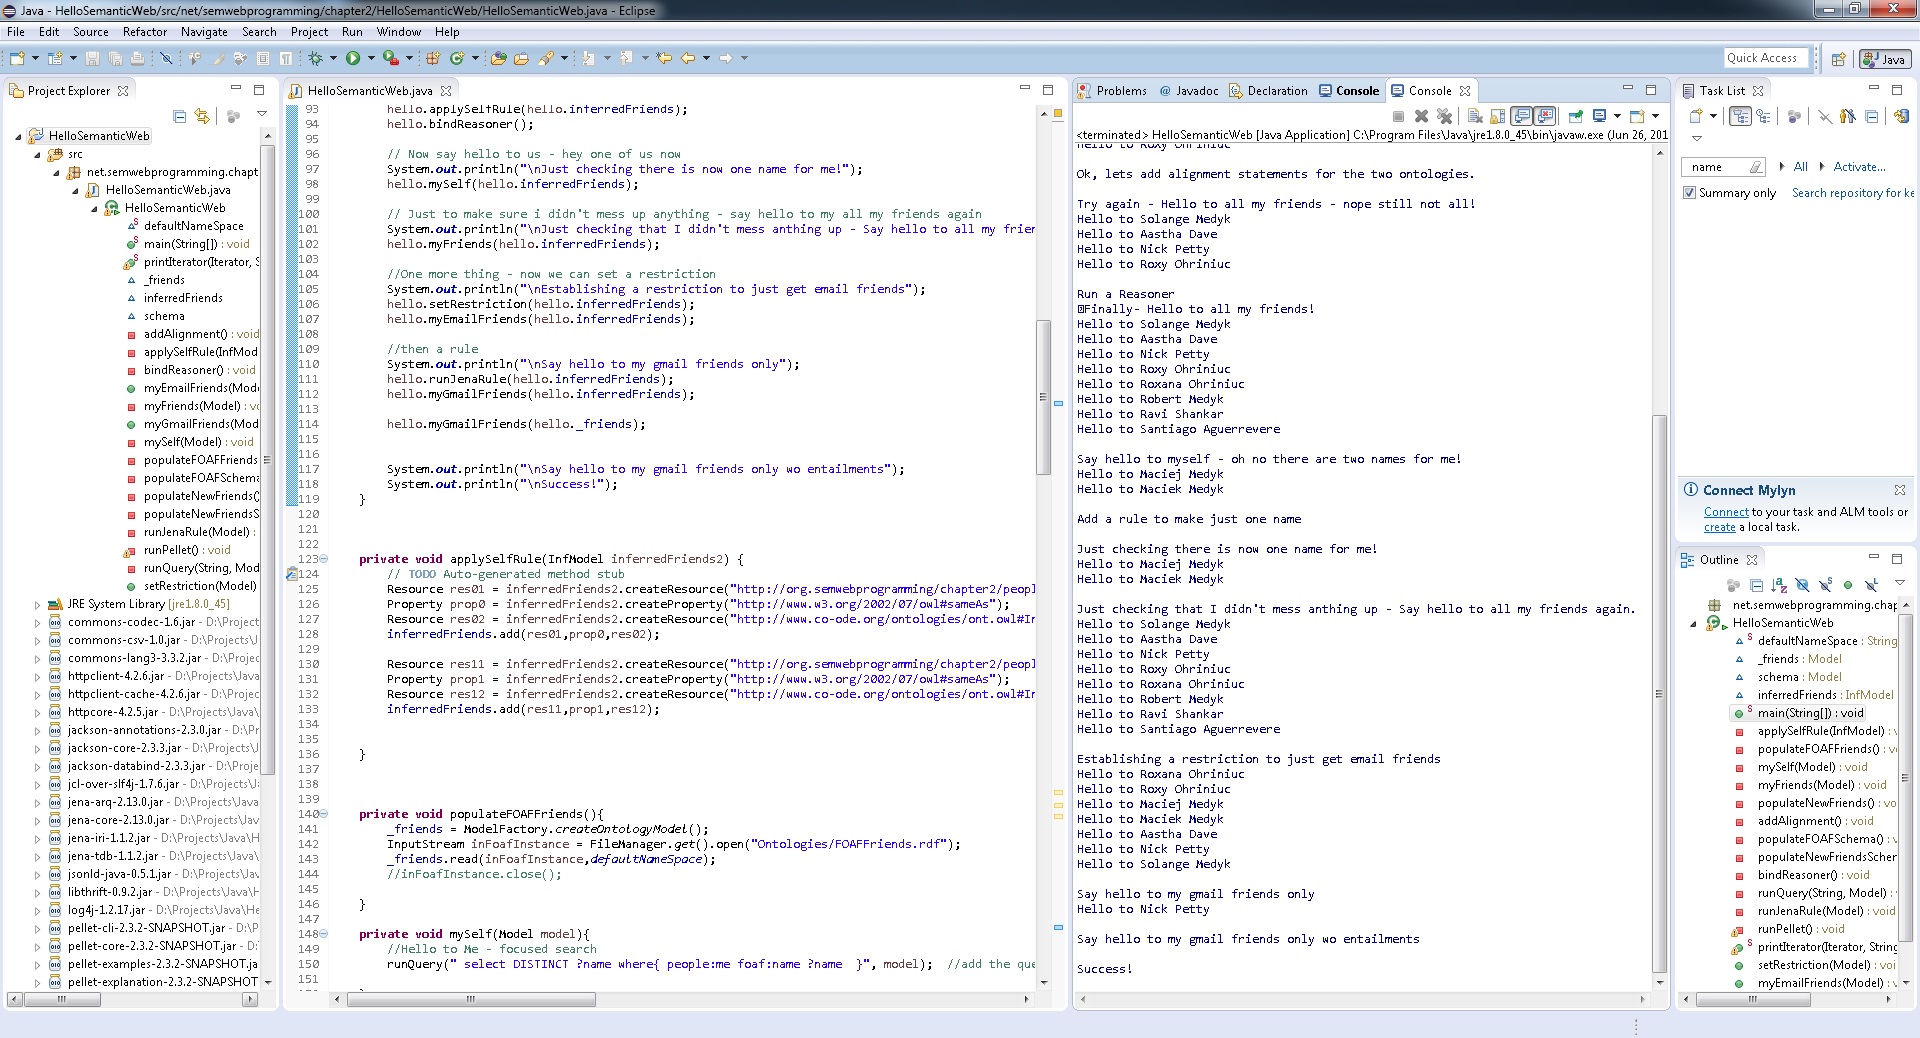 Java - HelloSemanticWeb/src/net/semwebprogramming/chapter2/HelloSemanticWeb/HelloSemanticWeb.java - Eclipse
File Edit Source Refactor Navigate Search Project Run Window Help
Quick Access
Java
Project Explorer
HelloSemanticWeb
src
net.semwebprogramming.chapt
HelloSemanticWeb.java
HelloSemanticWeb
defaultNameSpace
main(String[]) : void
printIterator(Iterator, S
_friends
inferredFriends
schema
addAlignment() : void
applySelfRule(InfMod
bindReasoner() : void
myEmailFriends(Mode
myFriends(Model) : vo
myGmailFriends(Mod
mySelf(Model) : void
populateFOAFFriends
populateFOAFSchema
populateNewFriends()
populateNewFriendsS
runJenaRule(Model) :
runPellet() : void
runQuery(String, Mod
setRestriction(Model)
JRE System Library [jre1.8.0_45]
commons-codec-1.6.jar - D:\Project
commons-csv-1.0.jar - D:\Projects\
commons-lang3-3.3.2.jar - D:\Projec
httpclient-4.2.6.jar - D:\Projects\Jav
httpclient-cache-4.2.6.jar - D:\Proje
httpcore-4.2.5.jar - D:\Projects\Java
jackson-annotations-2.3.0.jar - D:\P
jackson-core-2.3.3.jar - D:\Projects\
jackson-databind-2.3.3.jar - D:\Proj
jcl-over-slf4j-1.7.6.jar - D:\Projects\
jena-arq-2.13.0.jar - D:\Projects\Jav
jena-core-2.13.0.jar - D:\Projects\Ja
jena-iri-1.1.2.jar - D:\Projects\Java\
jena-tdb-1.1.2.jar - D:\Projects\Java
jsonld-java-0.5.1.jar - D:\Projects\J
libthrift-0.9.2.jar - D:\Projects\Java\H
log4j-1.2.17.jar - D:\Projects\Java\He
pellet-cli-2.3.2-SNAPSHOT.jar - D:\P
pellet-core-2.3.2-SNAPSHOT.jar - D:
pellet-examples-2.3.2-SNAPSHOT.ja
pellet-explanation-2.3.2-SNAPSHOT
HelloSemanticWeb.java
93 hello.applySelfRule(hello.inferredFriends);
94 hello.bindReasoner();
95
96 // Now say hello to us - hey one of us now
97 System.out.println("\nJust checking there is now one name for me!");
98 hello.mySelf(hello.inferredFriends);
99
100 // Just to make sure i didn't mess up anything - say hello to my all my friends again
101 System.out.println("\nJust checking that I didn't mess anthing up - Say hello to all my frien
102 hello.myFriends(hello.inferredFriends);
103
104 //One more thing - now we can set a restriction
105 System.out.println("\nEstablishing a restriction to just get email friends");
106 hello.setRestriction(hello.inferredFriends);
107 hello.myEmailFriends(hello.inferredFriends);
108
109 //then a rule
110 System.out.println("\nSay hello to my gmail friends only");
111 hello.runJenaRule(hello.inferredFriends);
112 hello.myGmailFriends(hello.inferredFriends);
113
114 hello.myGmailFriends(hello._friends);
115
116
117 System.out.println("\nSay hello to my gmail friends only wo entailments");
118 System.out.println("\nSuccess!");
119 }
120
121
122
123 private void applySelfRule(InfModel inferredFriends2) {
124 // TODO Auto-generated method stub
125 Resource res01 = inferredFriends2.createResource("http://org.semwebprogramming/chapter2/peopl
126 Property prop0 = inferredFriends2.createProperty("http://www.w3.org/2002/07/owl#sameAs");
127 Resource res02 = inferredFriends2.createResource("http://www.co-ode.org/ontologies/ont.owl#In
128 inferredFriends.add(res01,prop0,res02);
129
130 Resource res11 = inferredFriends2.createResource("http://org.semwebprogramming/chapter2/peopl
131 Property prop1 = inferredFriends2.createProperty("http://www.w3.org/2002/07/owl#sameAs");
132 Resource res12 = inferredFriends2.createResource("http://www.co-ode.org/ontologies/ont.owl#In
133 inferredFriends.add(res11,prop1,res12);
134
135
136 }
137
138
139
140 private void populateFOAFFriends(){
141 _friends = ModelFactory.createOntologyModel();
142 InputStream inFoafInstance = FileManager.get().open("Ontologies/FOAFFriends.rdf");
143 _friends.read(inFoafInstance,defaultNameSpace);
144 //inFoafInstance.close();
145
146 }
147
148 private void mySelf(Model model){
149 //Hello to Me - focused search
150 runQuery(" select DISTINCT ?name where{ people:me foaf:name ?name }", model); //add the que
151
Problems Javadoc Declaration Console Console
<terminated> HelloSemanticWeb [Java Application] C:\Program Files\Java\jre1.8.0_45\bin\javaw.exe (Jun 26, 201
Hello to Roxy Ohriniuc
Ok, lets add alignment statements for the two ontologies.
Try again - Hello to all my friends - nope still not all!
Hello to Solange Medyk
Hello to Aastha Dave
Hello to Nick Petty
Hello to Roxy Ohriniuc
Run a Reasoner
Finally- Hello to all my friends!
Hello to Solange Medyk
Hello to Aastha Dave
Hello to Nick Petty
Hello to Roxy Ohriniuc
Hello to Roxana Ohriniuc
Hello to Robert Medyk
Hello to Ravi Shankar
Hello to Santiago Aguerrevere
Say hello to myself - oh no there are two names for me!
Hello to Maciej Medyk
Hello to Maciek Medyk
Add a rule to make just one name
Just checking there is now one name for me!
Hello to Maciej Medyk
Hello to Maciek Medyk
Just checking that I didn't mess anthing up - Say hello to all my friends again.
Hello to Solange Medyk
Hello to Aastha Dave
Hello to Nick Petty
Hello to Roxy Ohriniuc
Hello to Roxana Ohriniuc
Hello to Robert Medyk
Hello to Ravi Shankar
Hello to Santiago Aguerrevere
Establishing a restriction to just get email friends
Hello to Roxana Ohriniuc
Hello to Roxy Ohriniuc
Hello to Maciej Medyk
Hello to Maciek Medyk
Hello to Aastha Dave
Hello to Nick Petty
Hello to Solange Medyk
Say hello to my gmail friends only
Hello to Nick Petty
Say hello to my gmail friends only wo entailments
Success!
Task List
name All Activate...
Summary only Search repository for ke
Connect Mylyn
Connect to your task and ALM tools or
create a local task.
Outline
net.semwebprogramming.chap
HelloSemanticWeb
defaultNameSpace : String
_friends : Model
schema : Model
inferredFriends : InfModel
main(String[]) : void
applySelfRule(InfModel) :
populateFOAFFriends() : v
mySelf(Model) : void
myFriends(Model) : void
populateNewFriends() : vo
addAlignment() : void
populateFOAFSchema() :
populateNewFriendsScher
bindReasoner() : void
runQuery(String, Model) :
runJenaRule(Model) : void
runPellet() : void
printIterator(Iterator, String
setRestriction(Model) : voi
myEmailFriends(Model) :